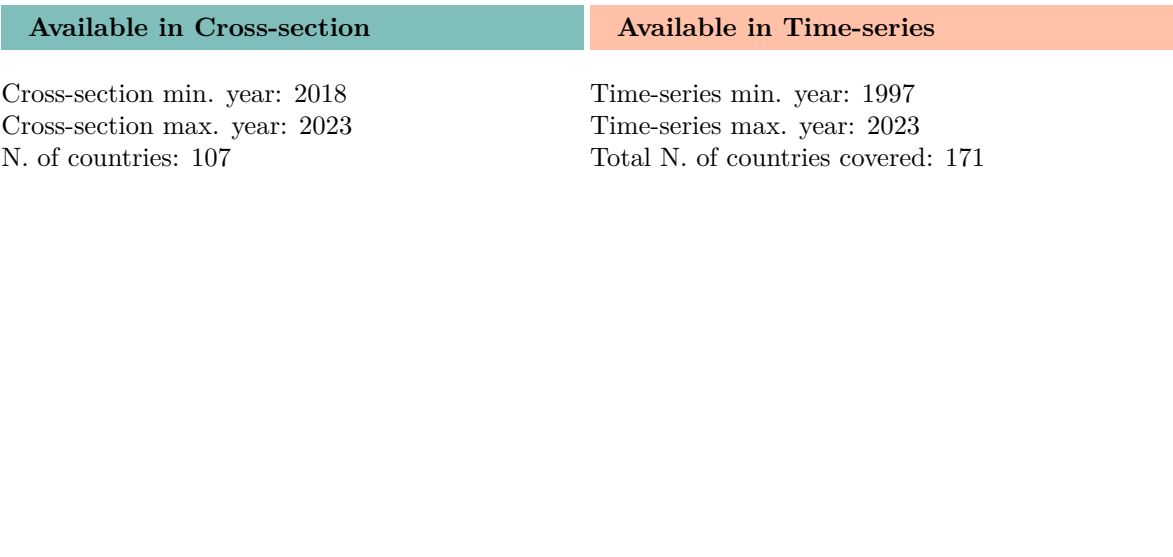 Available in Cross-section
Cross-section min. year: 2018
Cross-section max. year: 2023
N. of countries: 107
Available in Time-series
Time-series min. year: 1997
Time-series max. year: 2023
Total N. of countries covered: 171